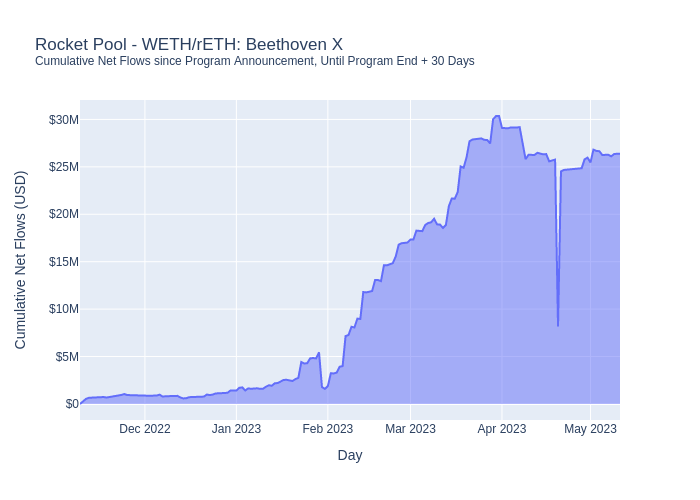 Rocket Pool - WETH/rETH: Beethoven X
Cumulative Net Flows since Program Announcement, Until Program End + 30 Days
Cumulative Net Flows (USD)
$30M
$25M
$20M
$15M
$10M
$5M
$0
Dec 2022 Jan 2023 Feb 2023 Mar 2023 Apr 2023 May 2023
Day